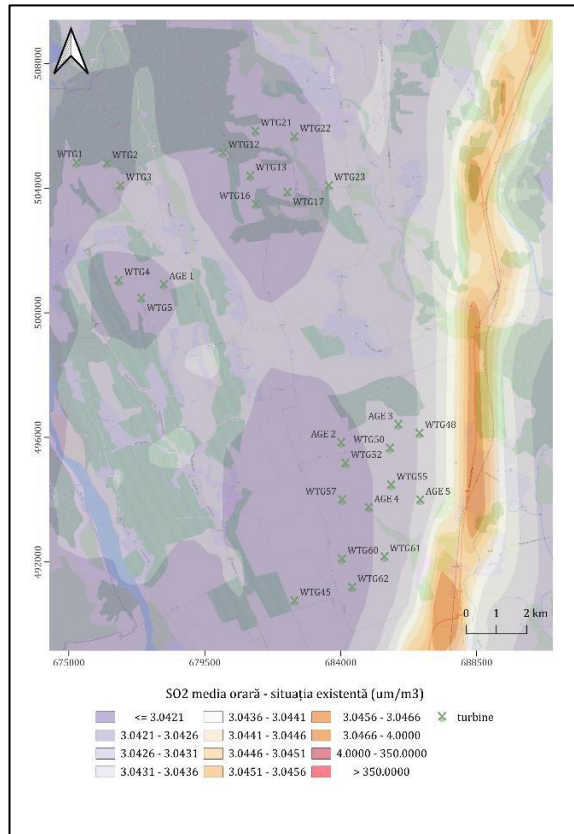 508000
WTG21
WTG22
WTG12
WTG1
WTG2
WTG13
WTG3
WTG23
504000
WTG16
WTG17
WTG4
AGE 1
WTG5
500000
AGE 3
WTG48
496000
AGE 2
WTG50
WTG52
WTG55
WTG57
AGE 4
AGE 5
WTG60
WTG61
492000
WTG62
WTG45
0 1 2 km
675000 679500 684000 688500
SO2 media orară - situația existentă (um/m3)
<= 3.0421 3.0436 - 3.0441 3.0456 - 3.0466 turbine
3.0421 - 3.0426 3.0441 - 3.0446 3.0466 - 4.0000
3.0426 - 3.0431 3.0446 - 3.0451 4.0000 - 350.0000
3.0431 - 3.0436 3.0451 - 3.0456 > 350.0000